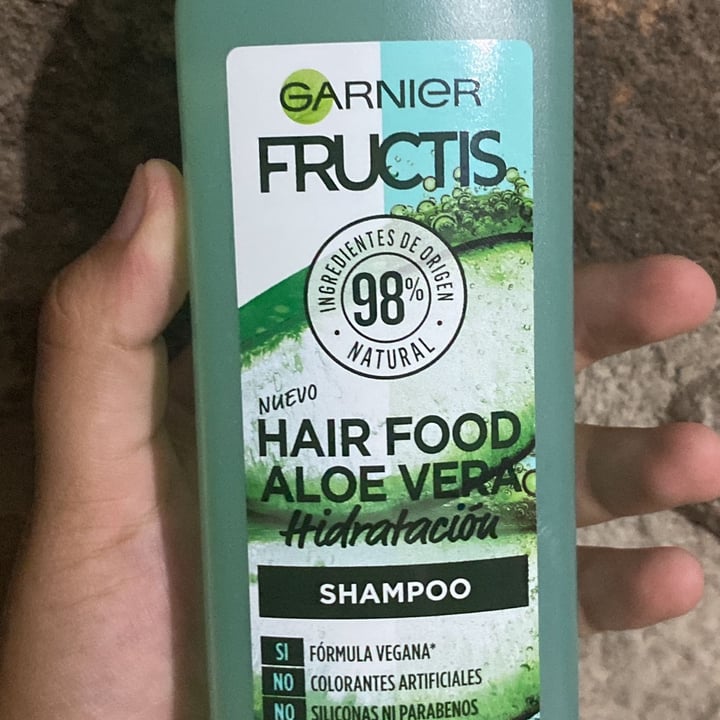 GARNIER
FRUCTIS
INGREDIENTES DE ORIGEN
98%
NATURAL
NUEVO
HAIR FOOD
ALOE VERA
Hidratación
SHAMPOO
SI FÓRMULA VEGANA*
NO COLORANTES ARTIFICIALES
NO SILICONAS NI PARABENOS